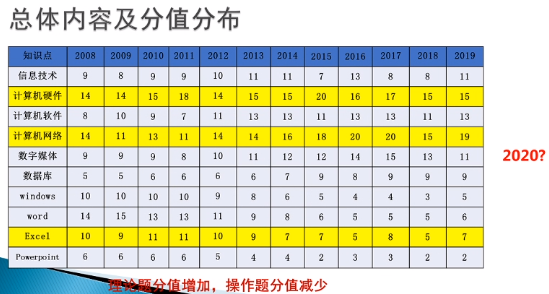 总体内容及分值分布
知识点 2008 2009 2010 2011 2012 2013 2014 2015 2016 2017 2018 2019
信息技术 9 8 9 9 10 11 11 7 13 8 8 11
计算机硬件 14 14 15 18 14 15 15 20 16 17 15 15
计算机软件 8 10 9 7 11 13 13 11 13 13 11 13
计算机网络 14 11 13 11 14 14 16 18 20 20 15 19
数字媒体 9 9 9 8 10 11 12 12 14 15 13 11
数据库 5 5 6 6 6 6 7 9 8 9 9 9
windows 10 10 10 10 9 8 6 5 4 4 3 5
word 14 15 13 13 11 9 8 6 5 5 5 6
Excel 10 9 11 11 10 9 7 7 5 8 5 7
Powerpoint 6 6 6 6 5 4 4 2 3 3 2 2
2020?
理论题分值增加，操作题分值减少